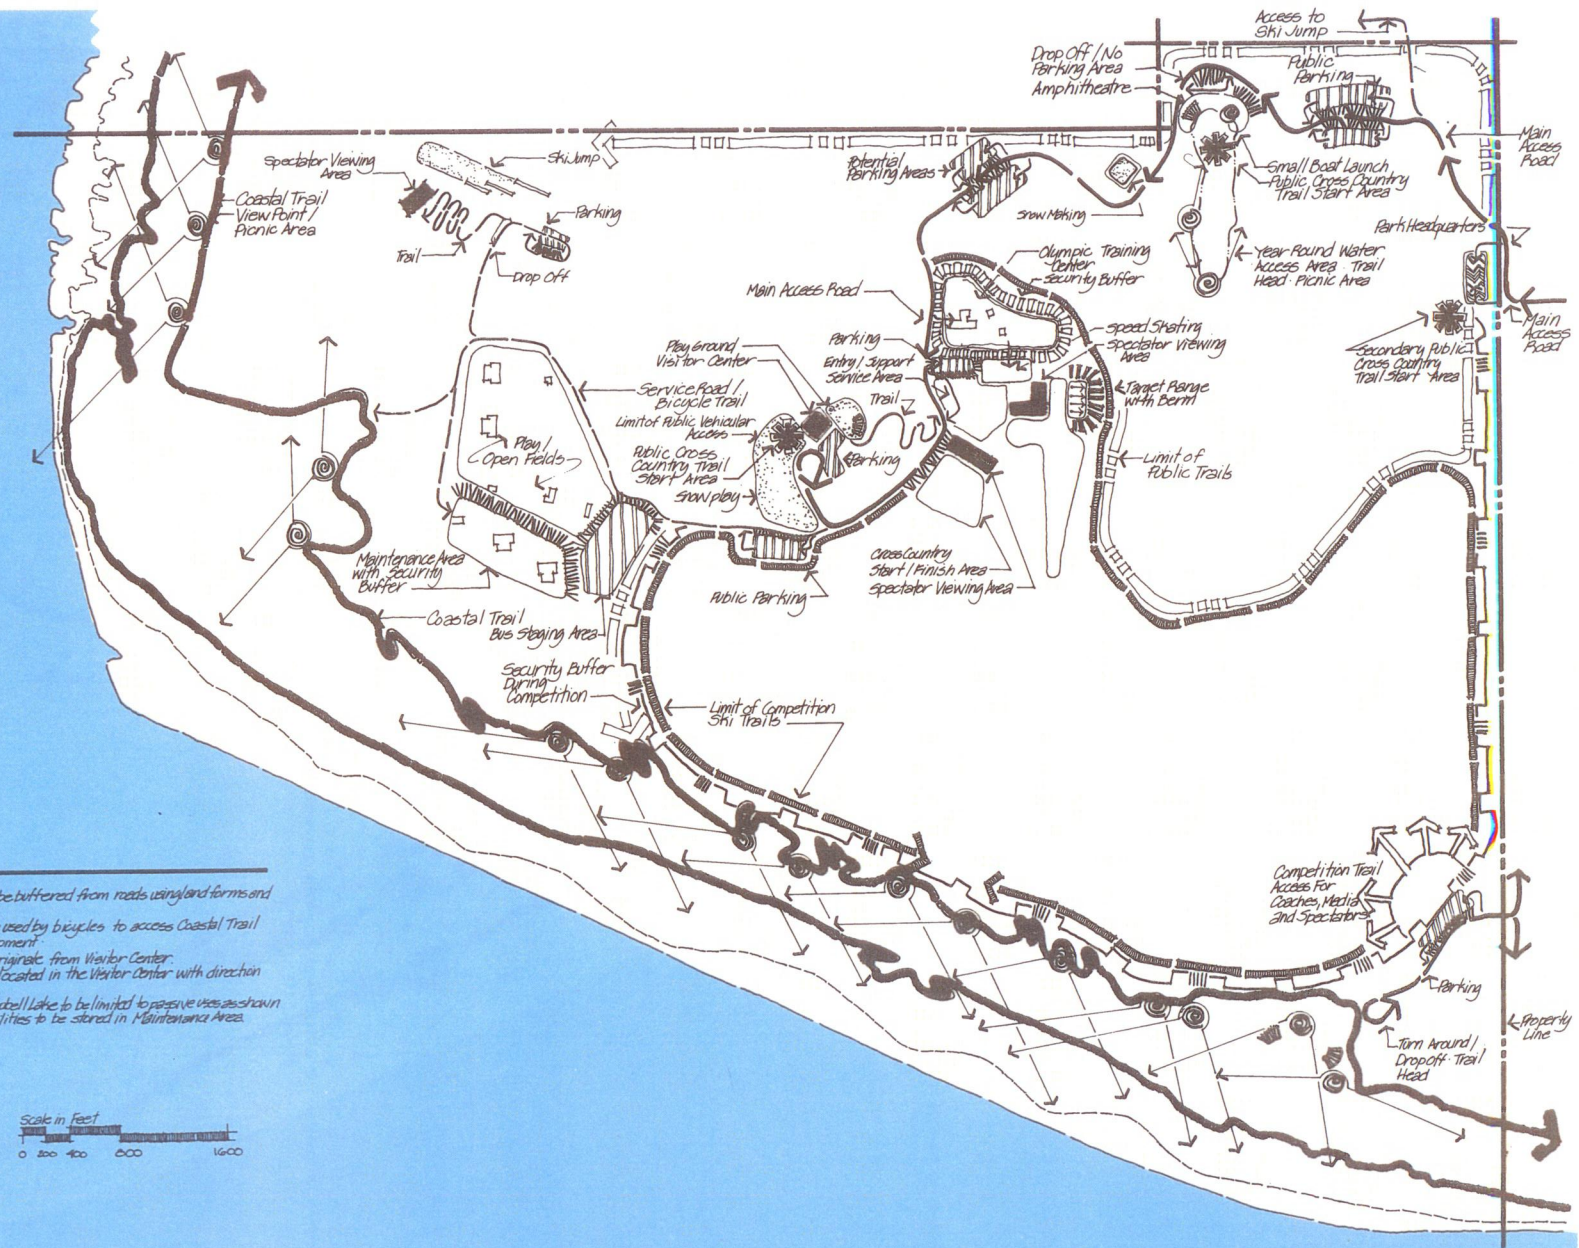 Access to
Ski Jump
Drop Off / No
Parking Area
Amphitheatre
Public
Parking
Main
Access
Road
Small Boat Launch
Public Cross Country
Trail Start Area
Park Headquarters
Year Round Water
Access Area Trail
Head Picnic Area
Main
Access
Road
Secondary Public
Cross Country
Trail Start Area
Spectator Viewing
Area
Ski Jump
Parking
Trail
Drop Off
Coastal Trail
View Point /
Picnic Area
Potential
Parking Areas
Snow Making
Olympic Training
Center
Security Buffer
Main Access Road
Speed Skating
Spectator Viewing
Area
Target Range
with Berm
Limit of
Public Trails
Play Ground
Visitor Center
Parking
Entry / Support
Service Area
Trail
Service Road /
Bicycle Trail
Limit of Public Vehicular
Access
Public Cross
Country Trail
Start Area
Snow play
Parking
Play /
Open Fields
Maintenance Area
with Security
Buffer
Cross Country
Start / Finish Area
Spectator Viewing Area
Public Parking
Coastal Trail
Bus Staging Area
Security Buffer
During
Competition
Limit of Competition
Ski Trails
Competition Trail
Access For
Coaches, Media
and Spectators
Parking
Property
Line
Turn Around /
Drop off Trail
Head
be buffered from roads using land forms and
used by bicycles to access Coastal Trail
originate from Visitor Center.
located in the Visitor Center with direction
Lake to be limited to passive uses as shown
to be stored in Maintenance Area
Scale in Feet
0 200 400 800 1600